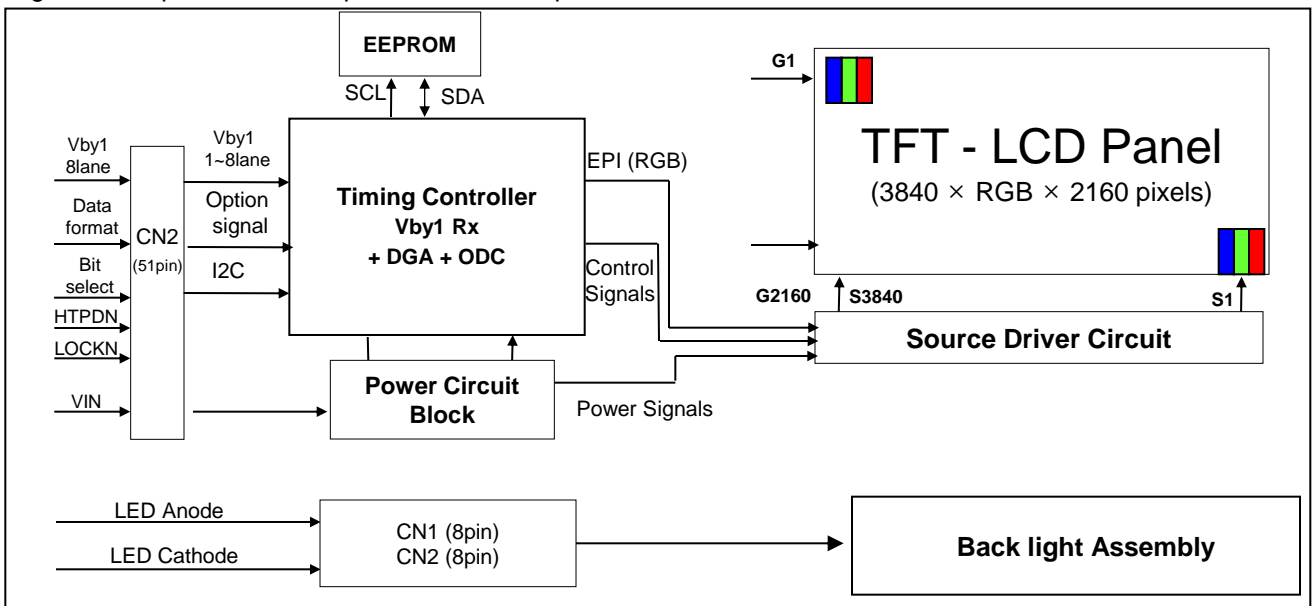 EEPROM
SCL
SDA
Vby1
8lane
Data
format
Bit
select
HTPDN
LOCKN
VIN
CN2
(51pin)
Vby1
1~8lane
Option
signal
I2C
Timing Controller
Vby1 Rx
+ DGA + ODC
EPI (RGB)
Control
Signals
Power Circuit
Block
Power Signals
G1
TFT - LCD Panel
(3840 × RGB × 2160 pixels)
G2160
S3840
S1
Source Driver Circuit
LED Anode
LED Cathode
CN1 (8pin)
CN2 (8pin)
Back light Assembly